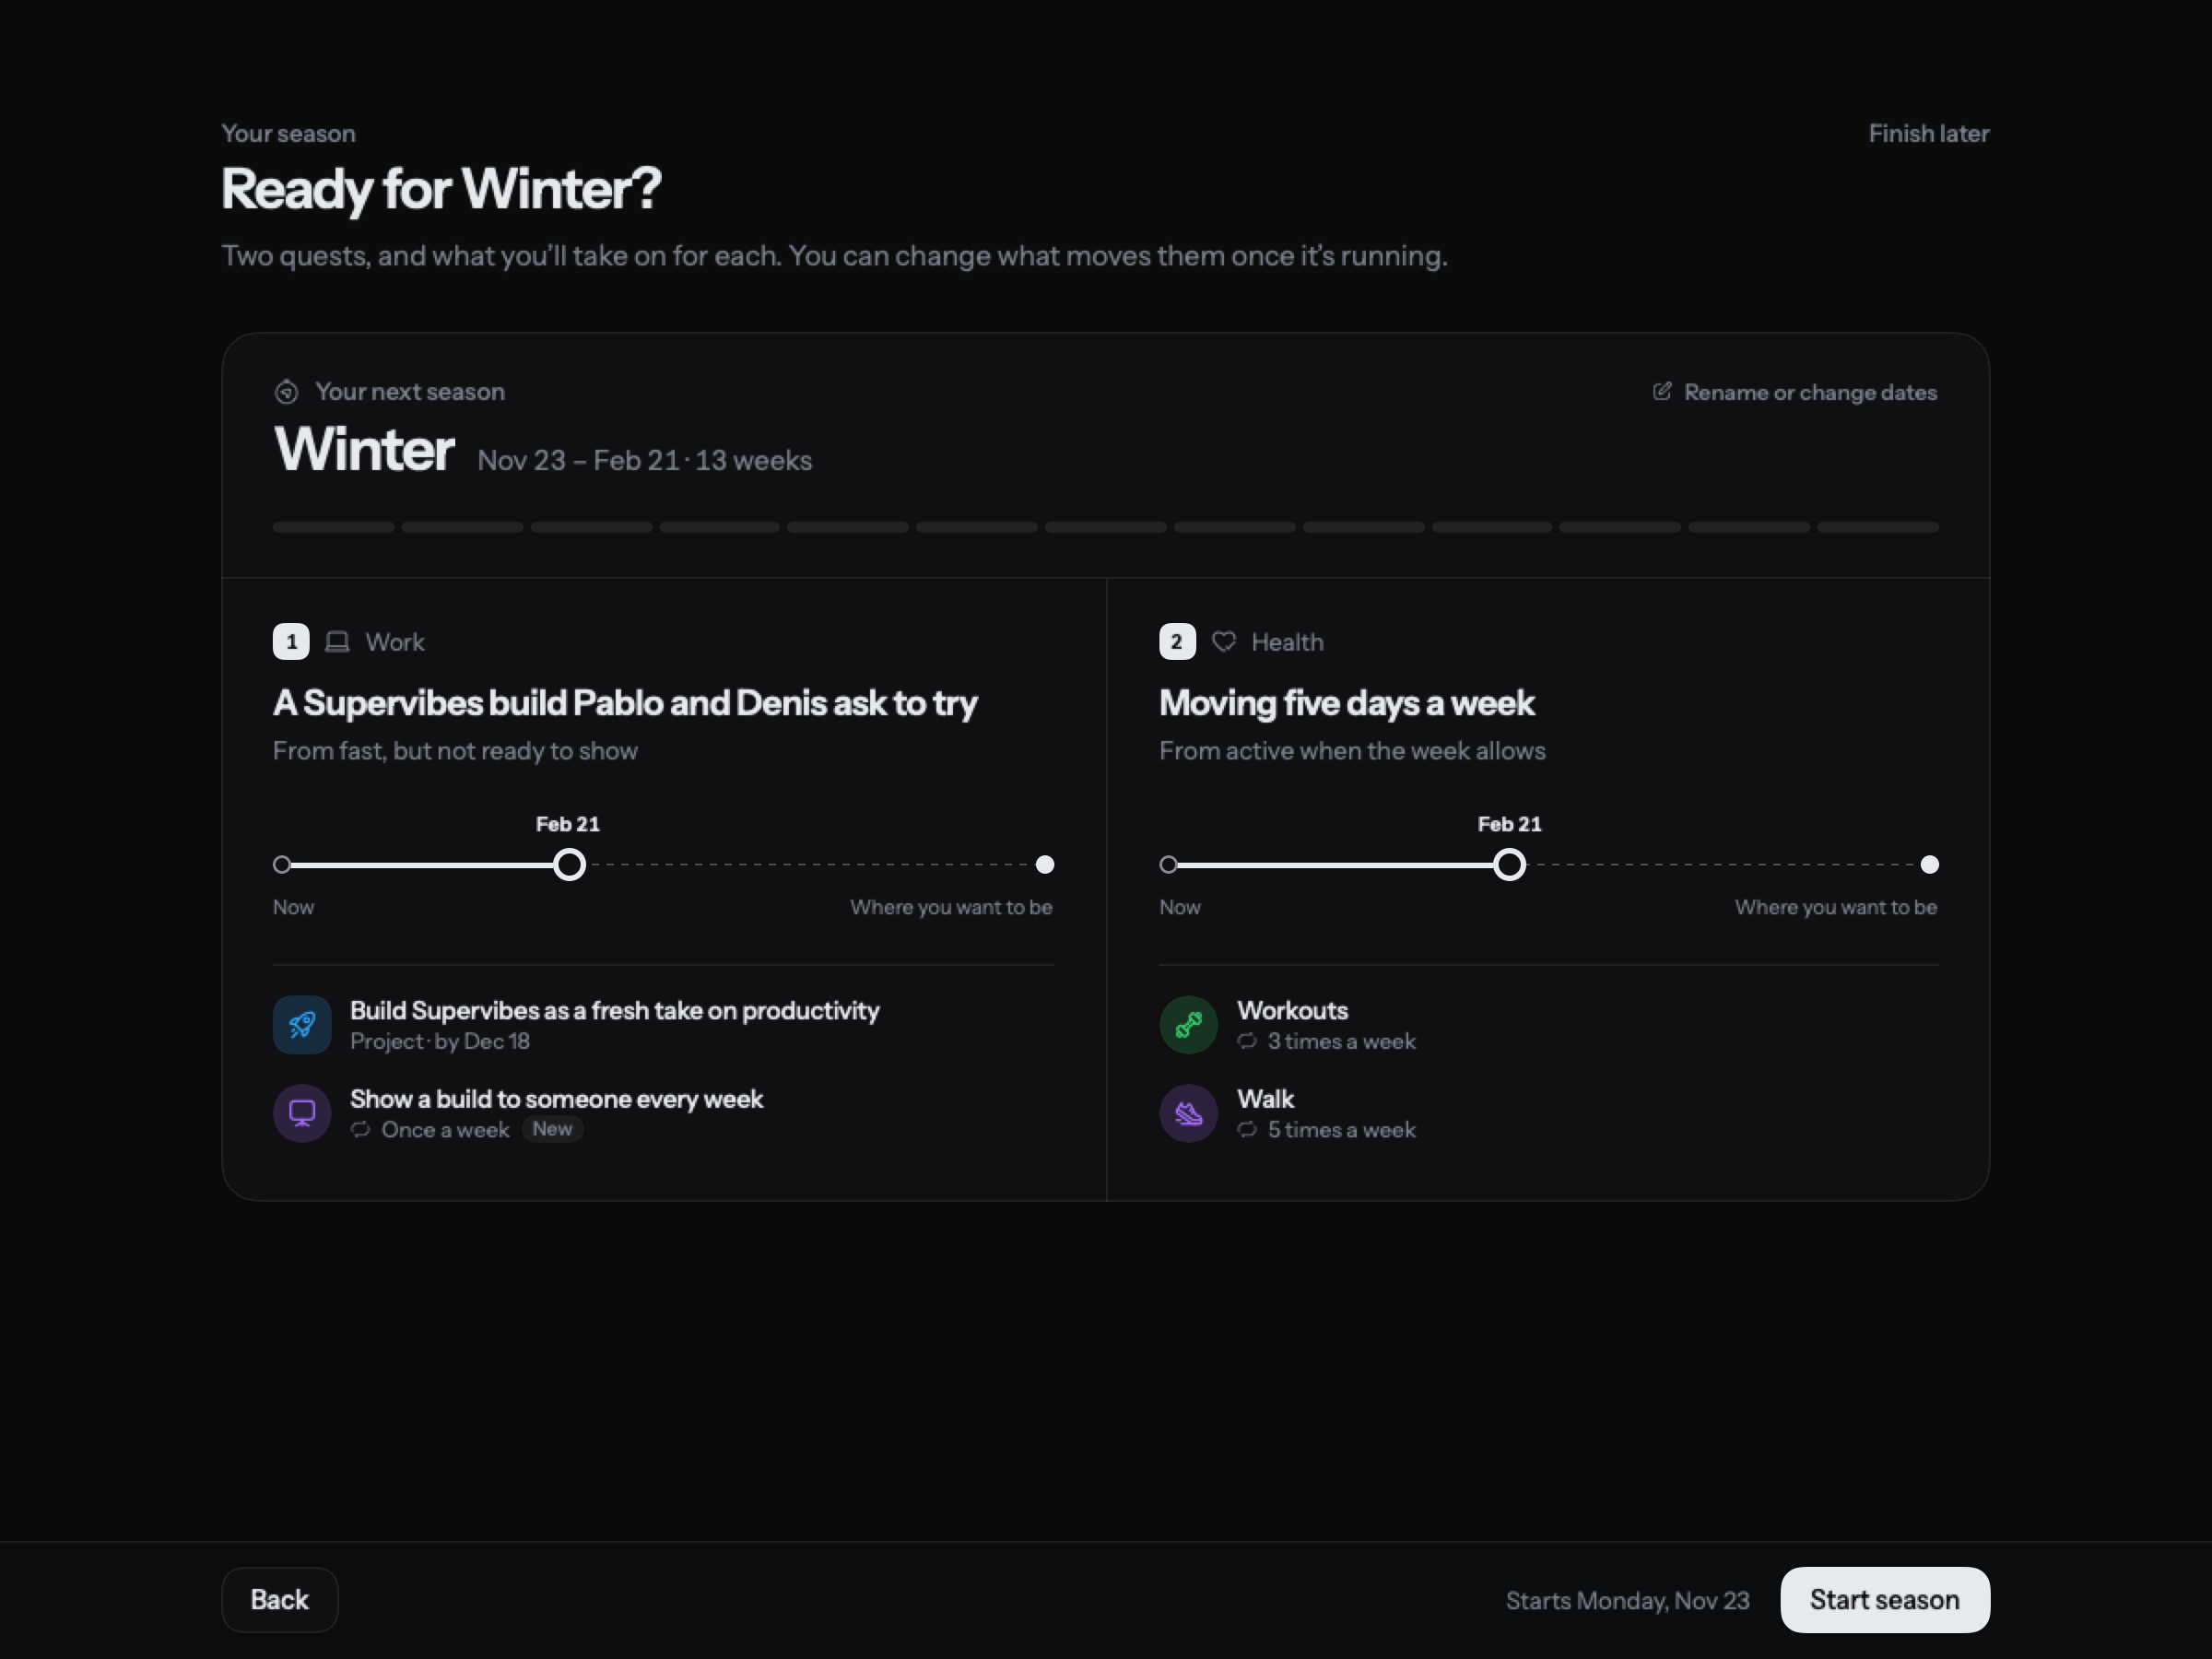 Your season
Finish later
Ready for Winter?
Two quests, and what you’ll take on for each. You can change what moves them once it’s running.
Your next season
Rename or change dates
Winter Nov 23 – Feb 21 · 13 weeks
1 Work
A Supervibes build Pablo and Denis ask to try
From fast, but not ready to show
Feb 21
Now
Where you want to be
Build Supervibes as a fresh take on productivity
Project · by Dec 18
Show a build to someone every week
Once a week New
2 Health
Moving five days a week
From active when the week allows
Feb 21
Now
Where you want to be
Workouts
3 times a week
Walk
5 times a week
Back
Starts Monday, Nov 23
Start season